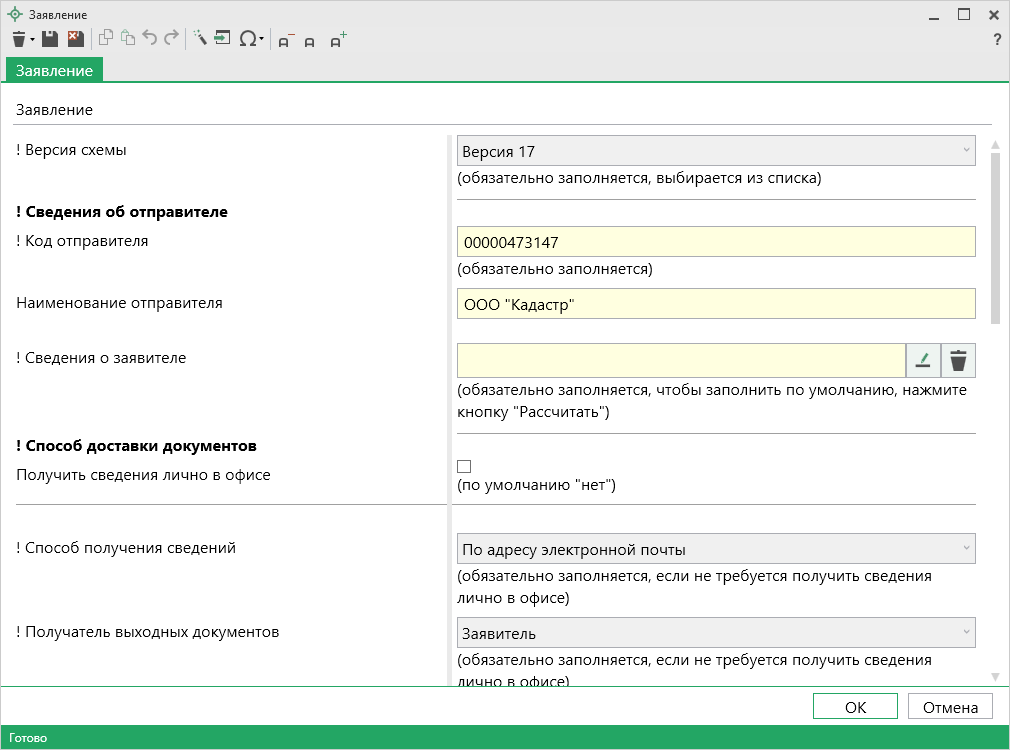 Заявление
?
Заявление
Заявление
! Версия схемы
Версия 17
(обязательно заполняется, выбирается из списка)
! Сведения об отправителе
! Код отправителя
00000473147
(обязательно заполняется)
Наименование отправителя
ООО "Кадастр"
! Сведения о заявителе
(обязательно заполняется, чтобы заполнить по умолчанию, нажмите
кнопку "Рассчитать")
! Способ доставки документов
Получить сведения лично в офисе
(по умолчанию "нет")
! Способ получения сведений
По адресу электронной почты
(обязательно заполняется, если не требуется получить сведения
лично в офисе)
! Получатель выходных документов
Заявитель
(обязательно заполняется, если не требуется получить сведения
лично в офисе)
ОК
Отмена
Готово